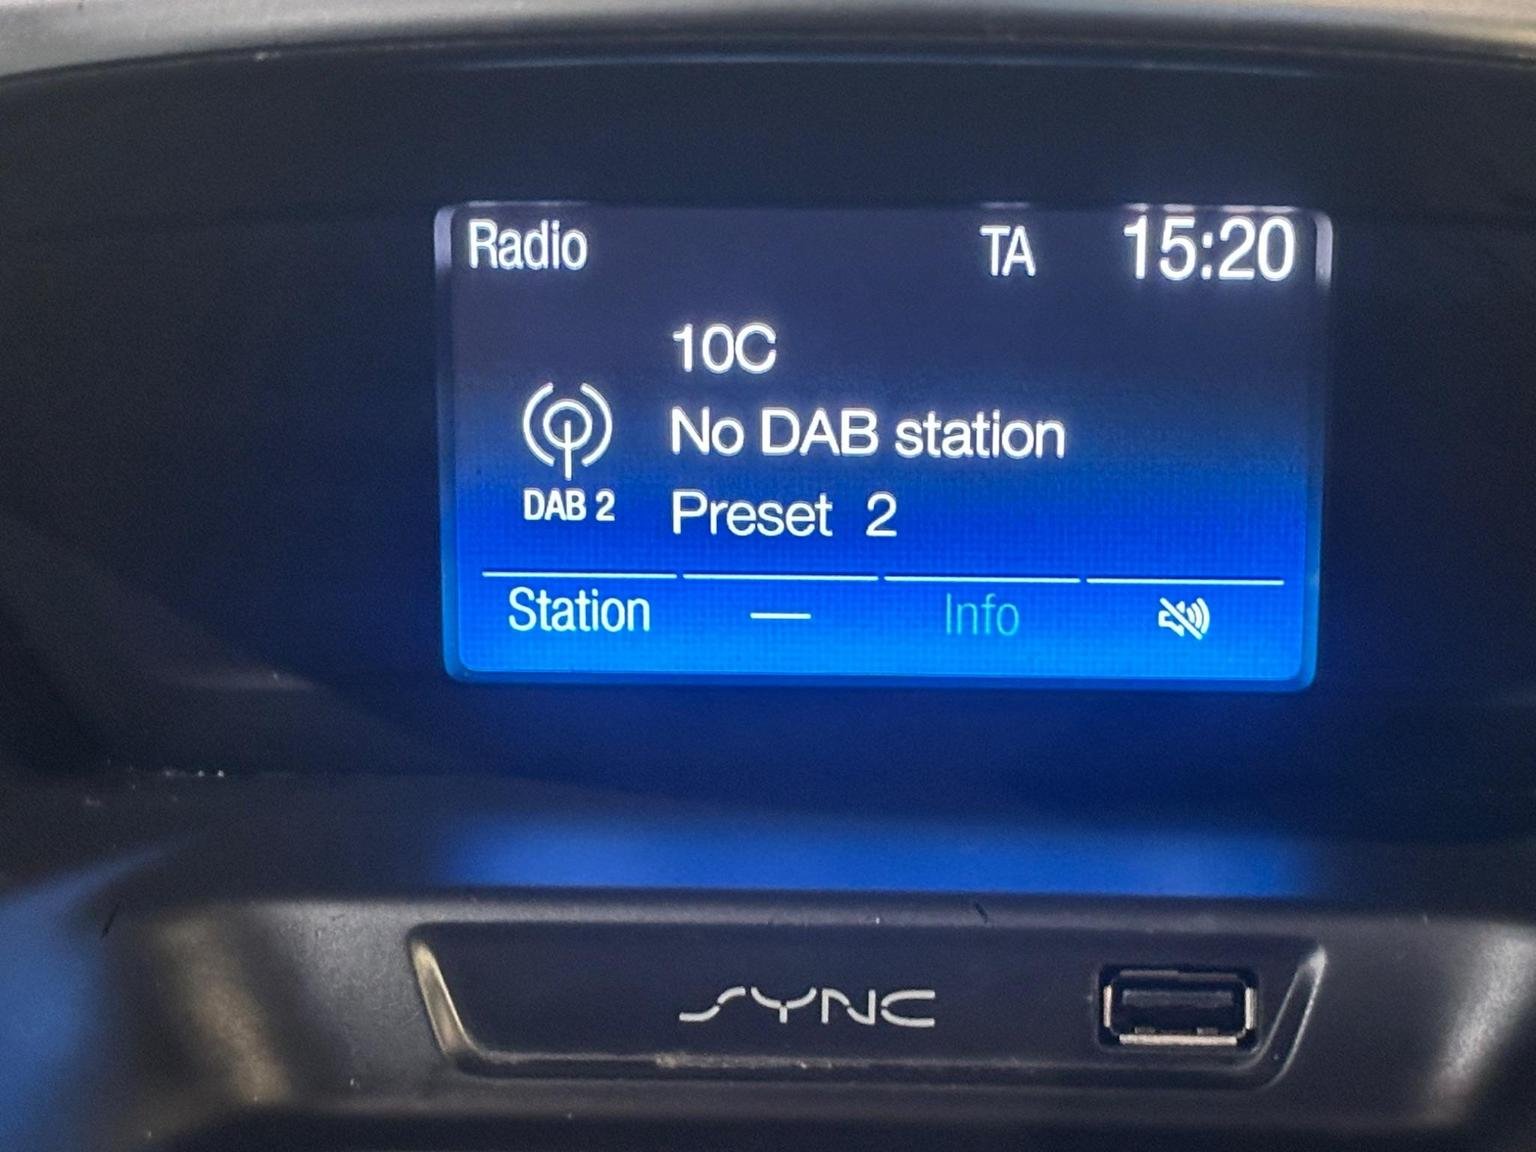 Radio TA 15:20
10C
No DAB station
DAB 2
Preset 2
Station — Info
SYNC